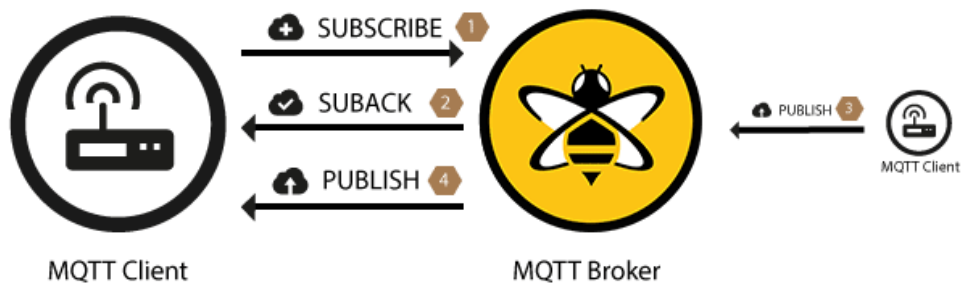 SUBSCRIBE 1
SUBACK 2
PUBLISH 3
PUBLISH 4
MQTT Client
MQTT Client
MQTT Broker